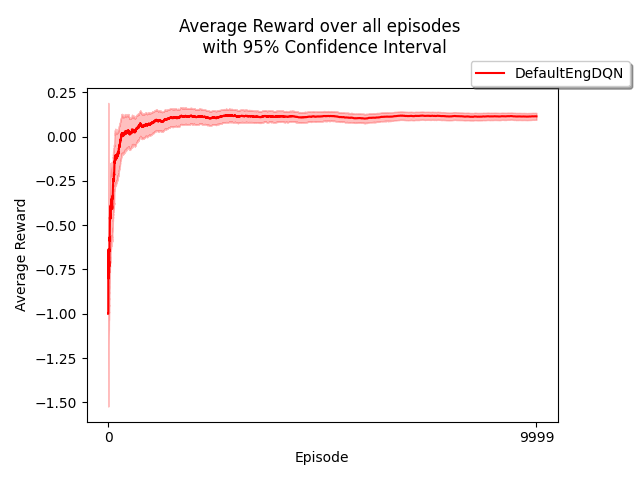 Average Reward over all episodes
with 95% Confidence Interval
DefaultEngDQN
0.25
0.00
−0.25
−0.50
−0.75
−1.00
−1.25
−1.50
Average Reward
0
9999
Episode